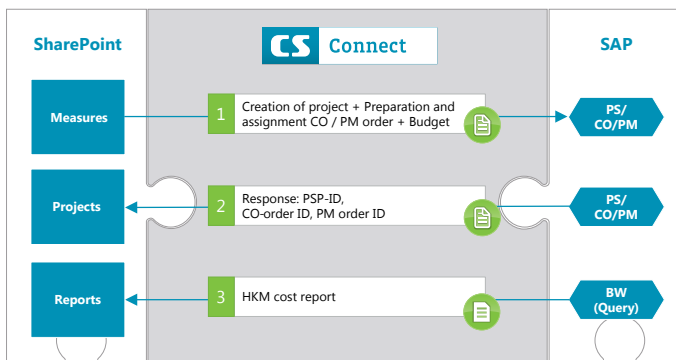 SharePoint
CS Connect
SAP
Measures
1
Creation of project + Preparation and
assignment CO / PM order + Budget
PS/
CO/PM
Projects
2
Response: PSP-ID,
CO-order ID, PM order ID
PS/
CO/PM
Reports
3
HKM cost report
BW
(Query)